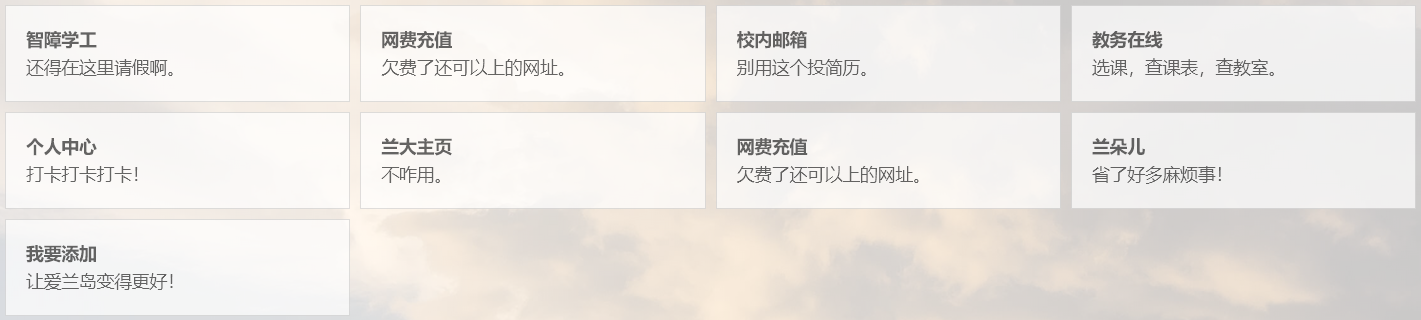 智障学工
还得在这里请假啊。
网费充值
欠费了还可以上的网址。
校内邮箱
别用这个投简历。
教务在线
选课，查课表，查教室。
个人中心
打卡打卡打卡！
兰大主页
不咋用。
网费充值
欠费了还可以上的网址。
兰朵儿
省了好多麻烦事！
我要添加
让爱兰岛变得更好！